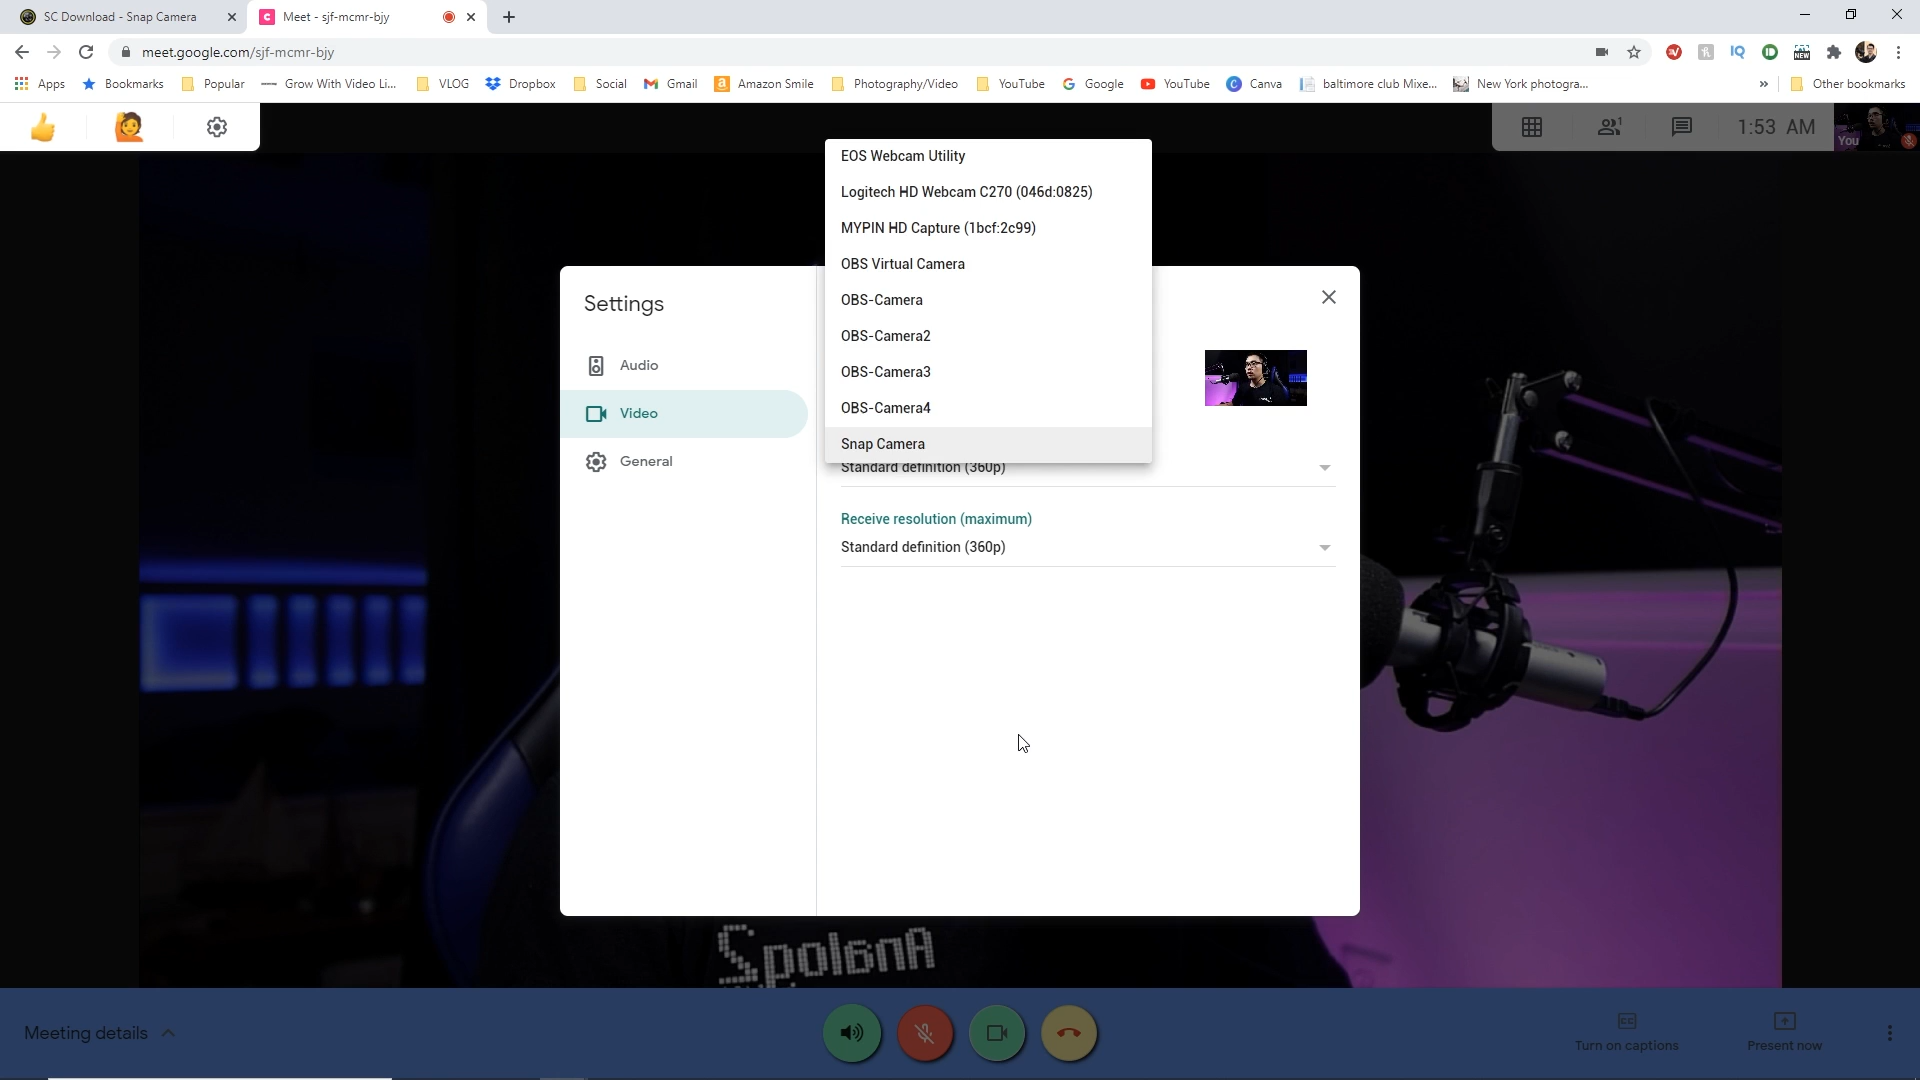 SC Download - Snap Camera
Meet - sjf-mcmr-bjy
meet.google.com/sjf-mcmr-bjy
Apps Bookmarks Popular Grow With Video Li... VLOG Dropbox Social Gmail Amazon Smile Photography/Video YouTube Google YouTube Canva baltimore club Mixe... New York photogra... » Other bookmarks
1
1:53 AM
You
EOS Webcam Utility
Logitech HD Webcam C270 (046d:0825)
MYPIN HD Capture (1bcf:2c99)
OBS Virtual Camera
OBS-Camera
OBS-Camera2
OBS-Camera3
OBS-Camera4
Snap Camera
Settings
Audio
Video
General
Standard definition (360p)
Receive resolution (maximum)
Standard definition (360p)
Meeting details
Turn on captions
Present now